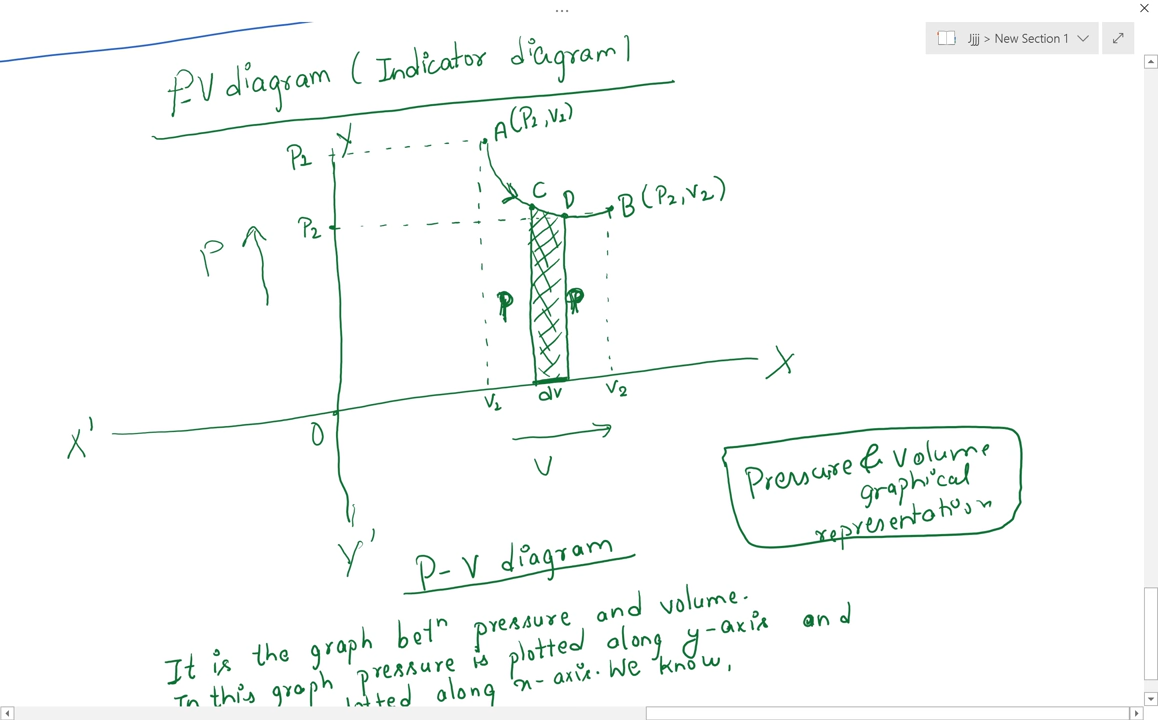 Jjjj > New Section 1
P-V diagram ( Indicator diagram )
Y
P1
A(P1,V1)
C
D
B(P2,V2)
P2
P
P
P
X
V1
dv
V2
X'
O
V
Pressure & Volume
graphical
representation
Y'
P-V diagram
It is the graph betn pressure and volume.
In this graph pressure is plotted along y-axis and
plotted along x-axis. We know,